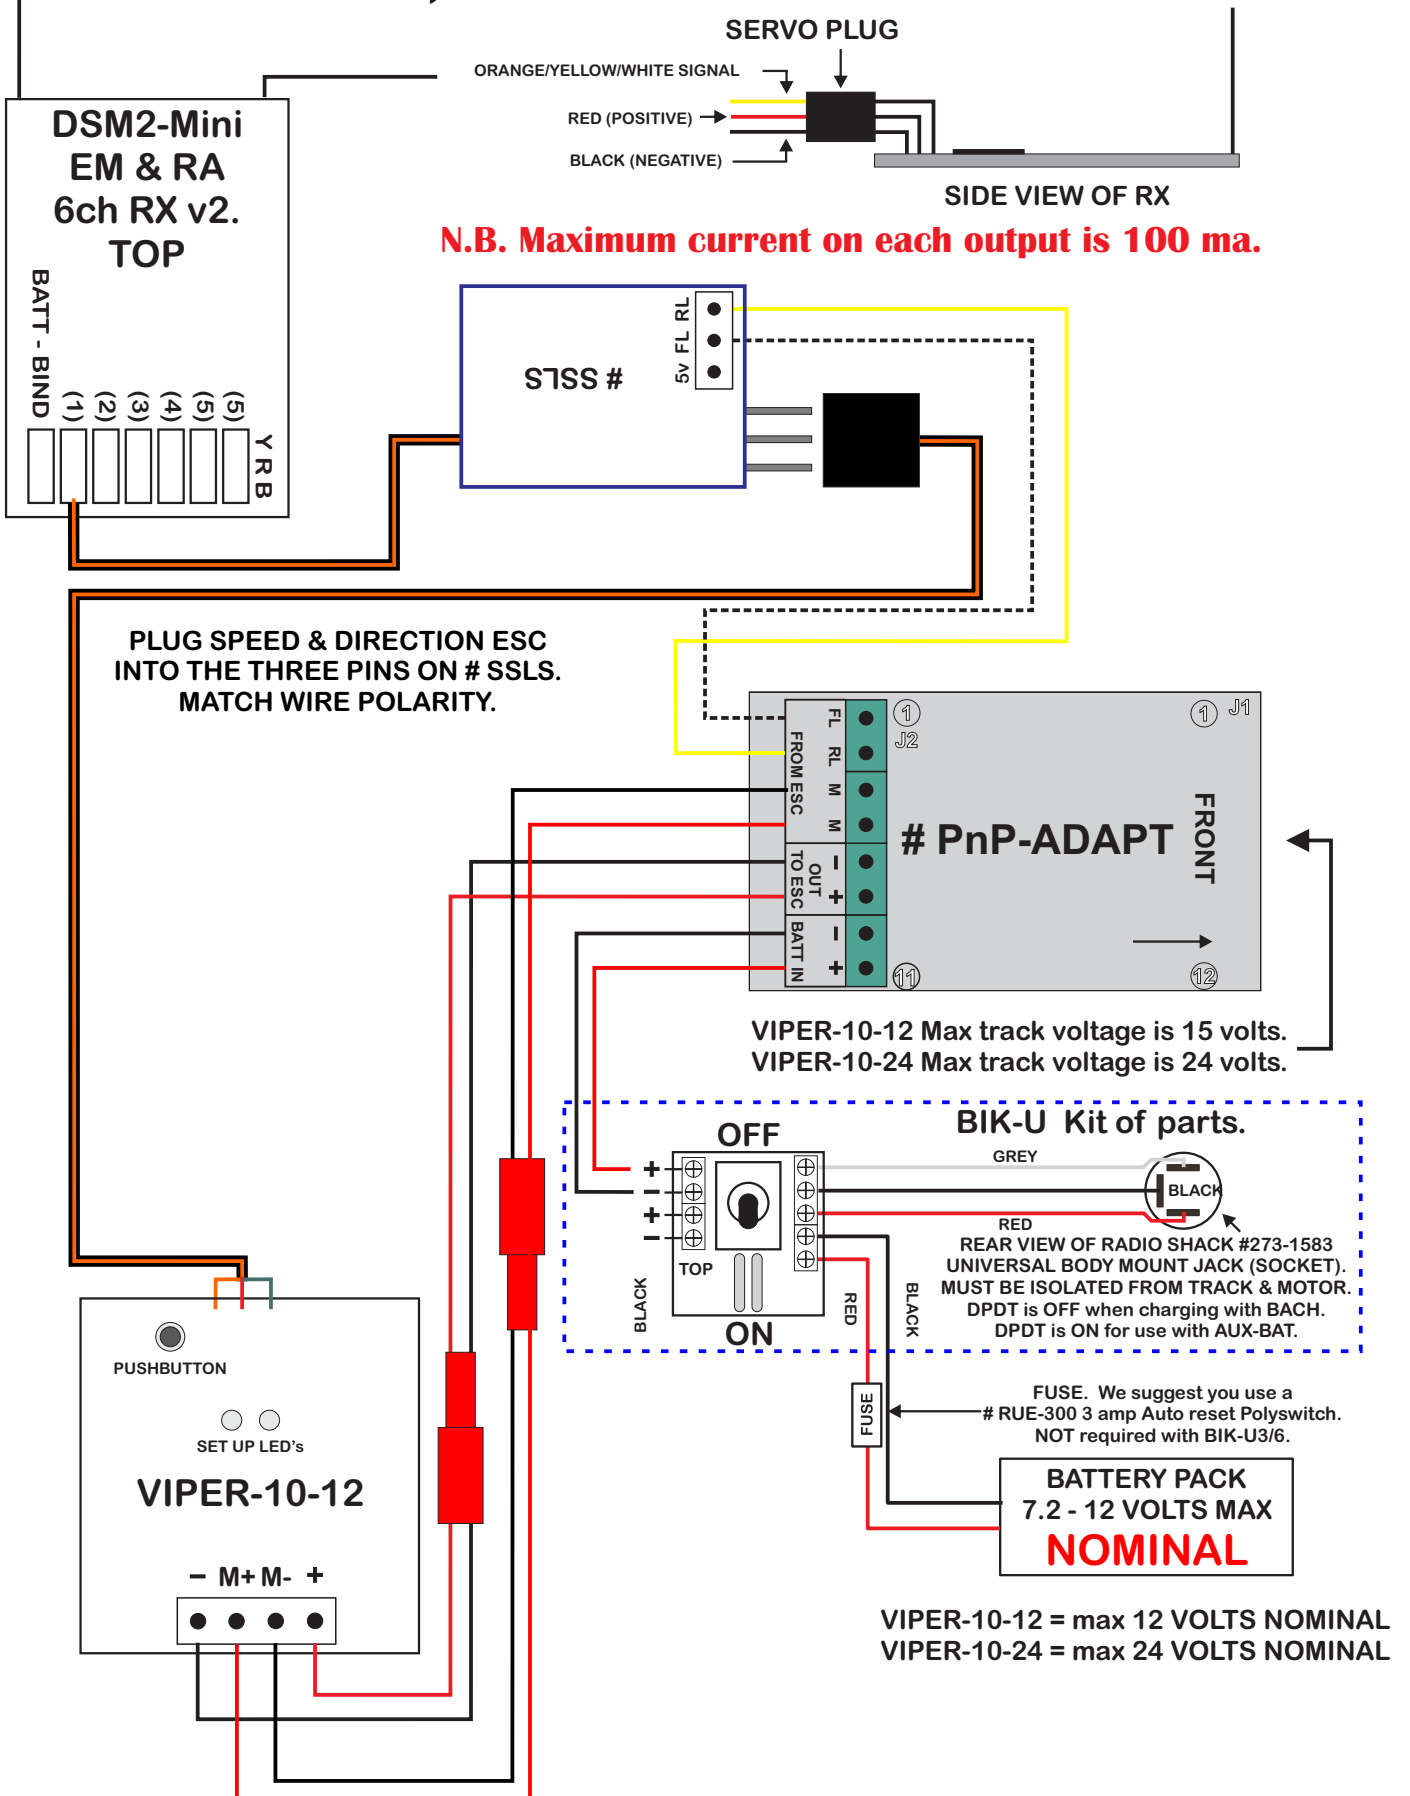 SERVO PLUG
ORANGE/YELLOW/WHITE SIGNAL
RED (POSITIVE)
BLACK (NEGATIVE)
SIDE VIEW OF RX
N.B. Maximum current on each output is 100 ma.
DSM2-Mini
EM & RA
6ch RX v2.
TOP
BATT - BIND
(1)
(2)
(3)
(4)
(5)
(5)
Y R B
# SSLS
5v FL RL
PLUG SPEED & DIRECTION ESC
INTO THE THREE PINS ON # SSLS.
MATCH WIRE POLARITY.
FROM ESC
FL
RL
M
M
OUT
TO ESC
-
+
BATT IN
-
+
1
J2
11
# PnP-ADAPT
1 J1
FRONT
12
VIPER-10-12 Max track voltage is 15 volts.
VIPER-10-24 Max track voltage is 24 volts.
BIK-U Kit of parts.
OFF
+
-
+
-
TOP
ON
BLACK
GREY
BLACK
RED
RED
BLACK
REAR VIEW OF RADIO SHACK #273-1583
UNIVERSAL BODY MOUNT JACK (SOCKET).
MUST BE ISOLATED FROM TRACK & MOTOR.
DPDT is OFF when charging with BACH.
DPDT is ON for use with AUX-BAT.
FUSE
FUSE. We suggest you use a
# RUE-300 3 amp Auto reset Polyswitch.
NOT required with BIK-U3/6.
BATTERY PACK
7.2 - 12 VOLTS MAX
NOMINAL
VIPER-10-12 = max 12 VOLTS NOMINAL
VIPER-10-24 = max 24 VOLTS NOMINAL
PUSHBUTTON
SET UP LED's
VIPER-10-12
- M+ M- +